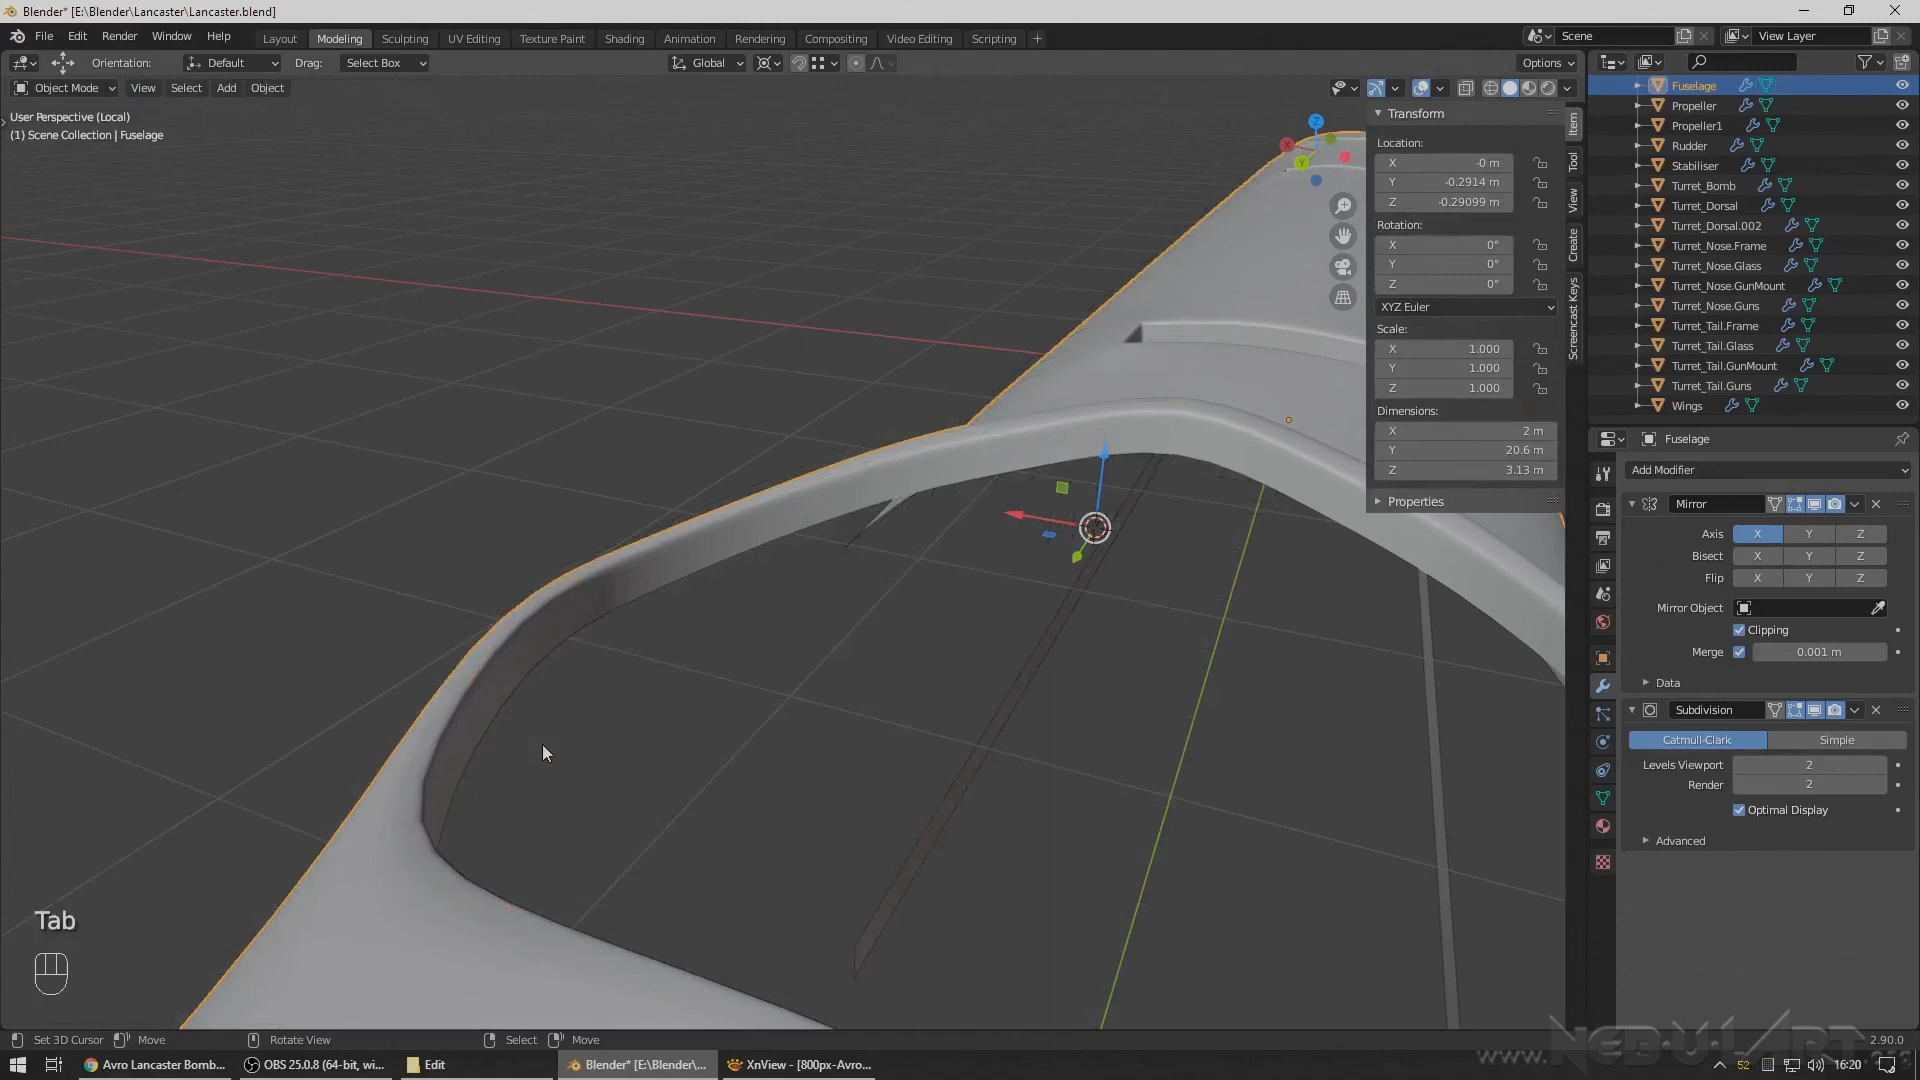 Blender* [E:\Blender\Lancaster\Lancaster.blend]
File Edit Render Window Help Layout Modeling Sculpting UV Editing Texture Paint Shading Animation Rendering Compositing Video Editing Scripting + Scene View Layer
Orientation: Default Drag: Select Box Global Options
Object Mode View Select Add Object
User Perspective (Local)
(1) Scene Collection | Fuselage
Transform
Location:
X -0 m
Y -0.2914 m
Z -0.29099 m
Rotation:
X 0°
Y 0°
Z 0°
XYZ Euler
Scale:
X 1.000
Y 1.000
Z 1.000
Dimensions:
X 2 m
Y 20.6 m
Z 3.13 m
Properties
Item
Tool
View
Create
Screencast Keys
Z
X
Y
Fuselage
Propeller
Propeller1
Rudder
Stabiliser
Turret_Bomb
Turret_Dorsal
Turret_Dorsal.002
Turret_Nose.Frame
Turret_Nose.Glass
Turret_Nose.GunMount
Turret_Nose.Guns
Turret_Tail.Frame
Turret_Tail.Glass
Turret_Tail.GunMount
Turret_Tail.Guns
Wings
Fuselage
Add Modifier
Mirror
Axis X Y Z
Bisect X Y Z
Flip X Y Z
Mirror Object
Clipping
Merge 0.001 m
Data
Subdivision
Catmull-Clark Simple
Levels Viewport 2
Render 2
Optimal Display
Advanced
Tab
Set 3D Cursor Move Rotate View Select Move 2.90.0
www.NEBUL/ART.org
Avro Lancaster Bomb... OBS 25.0.8 (64-bit, wi... Edit Blender* [E:\Blender\... XnView - [800px-Avro... 52 16:20